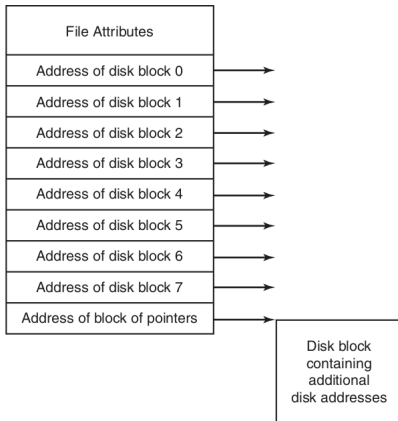 File Attributes
Address of disk block 0
Address of disk block 1
Address of disk block 2
Address of disk block 3
Address of disk block 4
Address of disk block 5
Address of disk block 6
Address of disk block 7
Address of block of pointers
Disk block
containing
additional
disk addresses